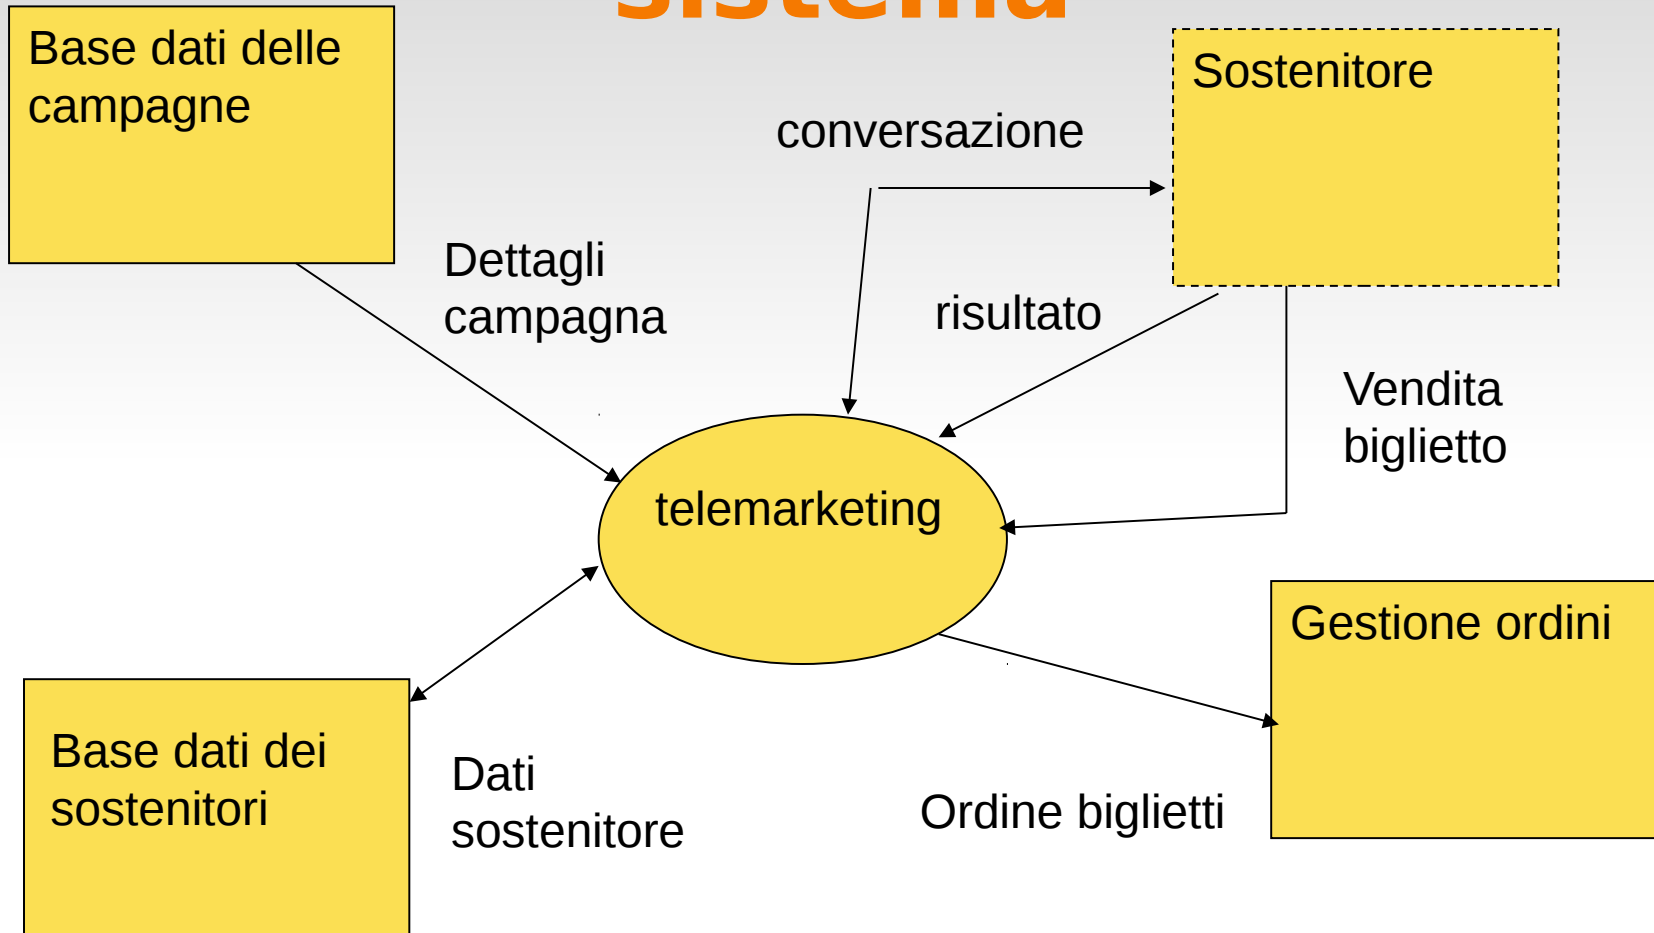 sistema
Base dati delle
campagne
Sostenitore
conversazione
Dettagli
campagna
risultato
Vendita
biglietto
telemarketing
Gestione ordini
Base dati dei
sostenitori
Dati
sostenitore
Ordine biglietti